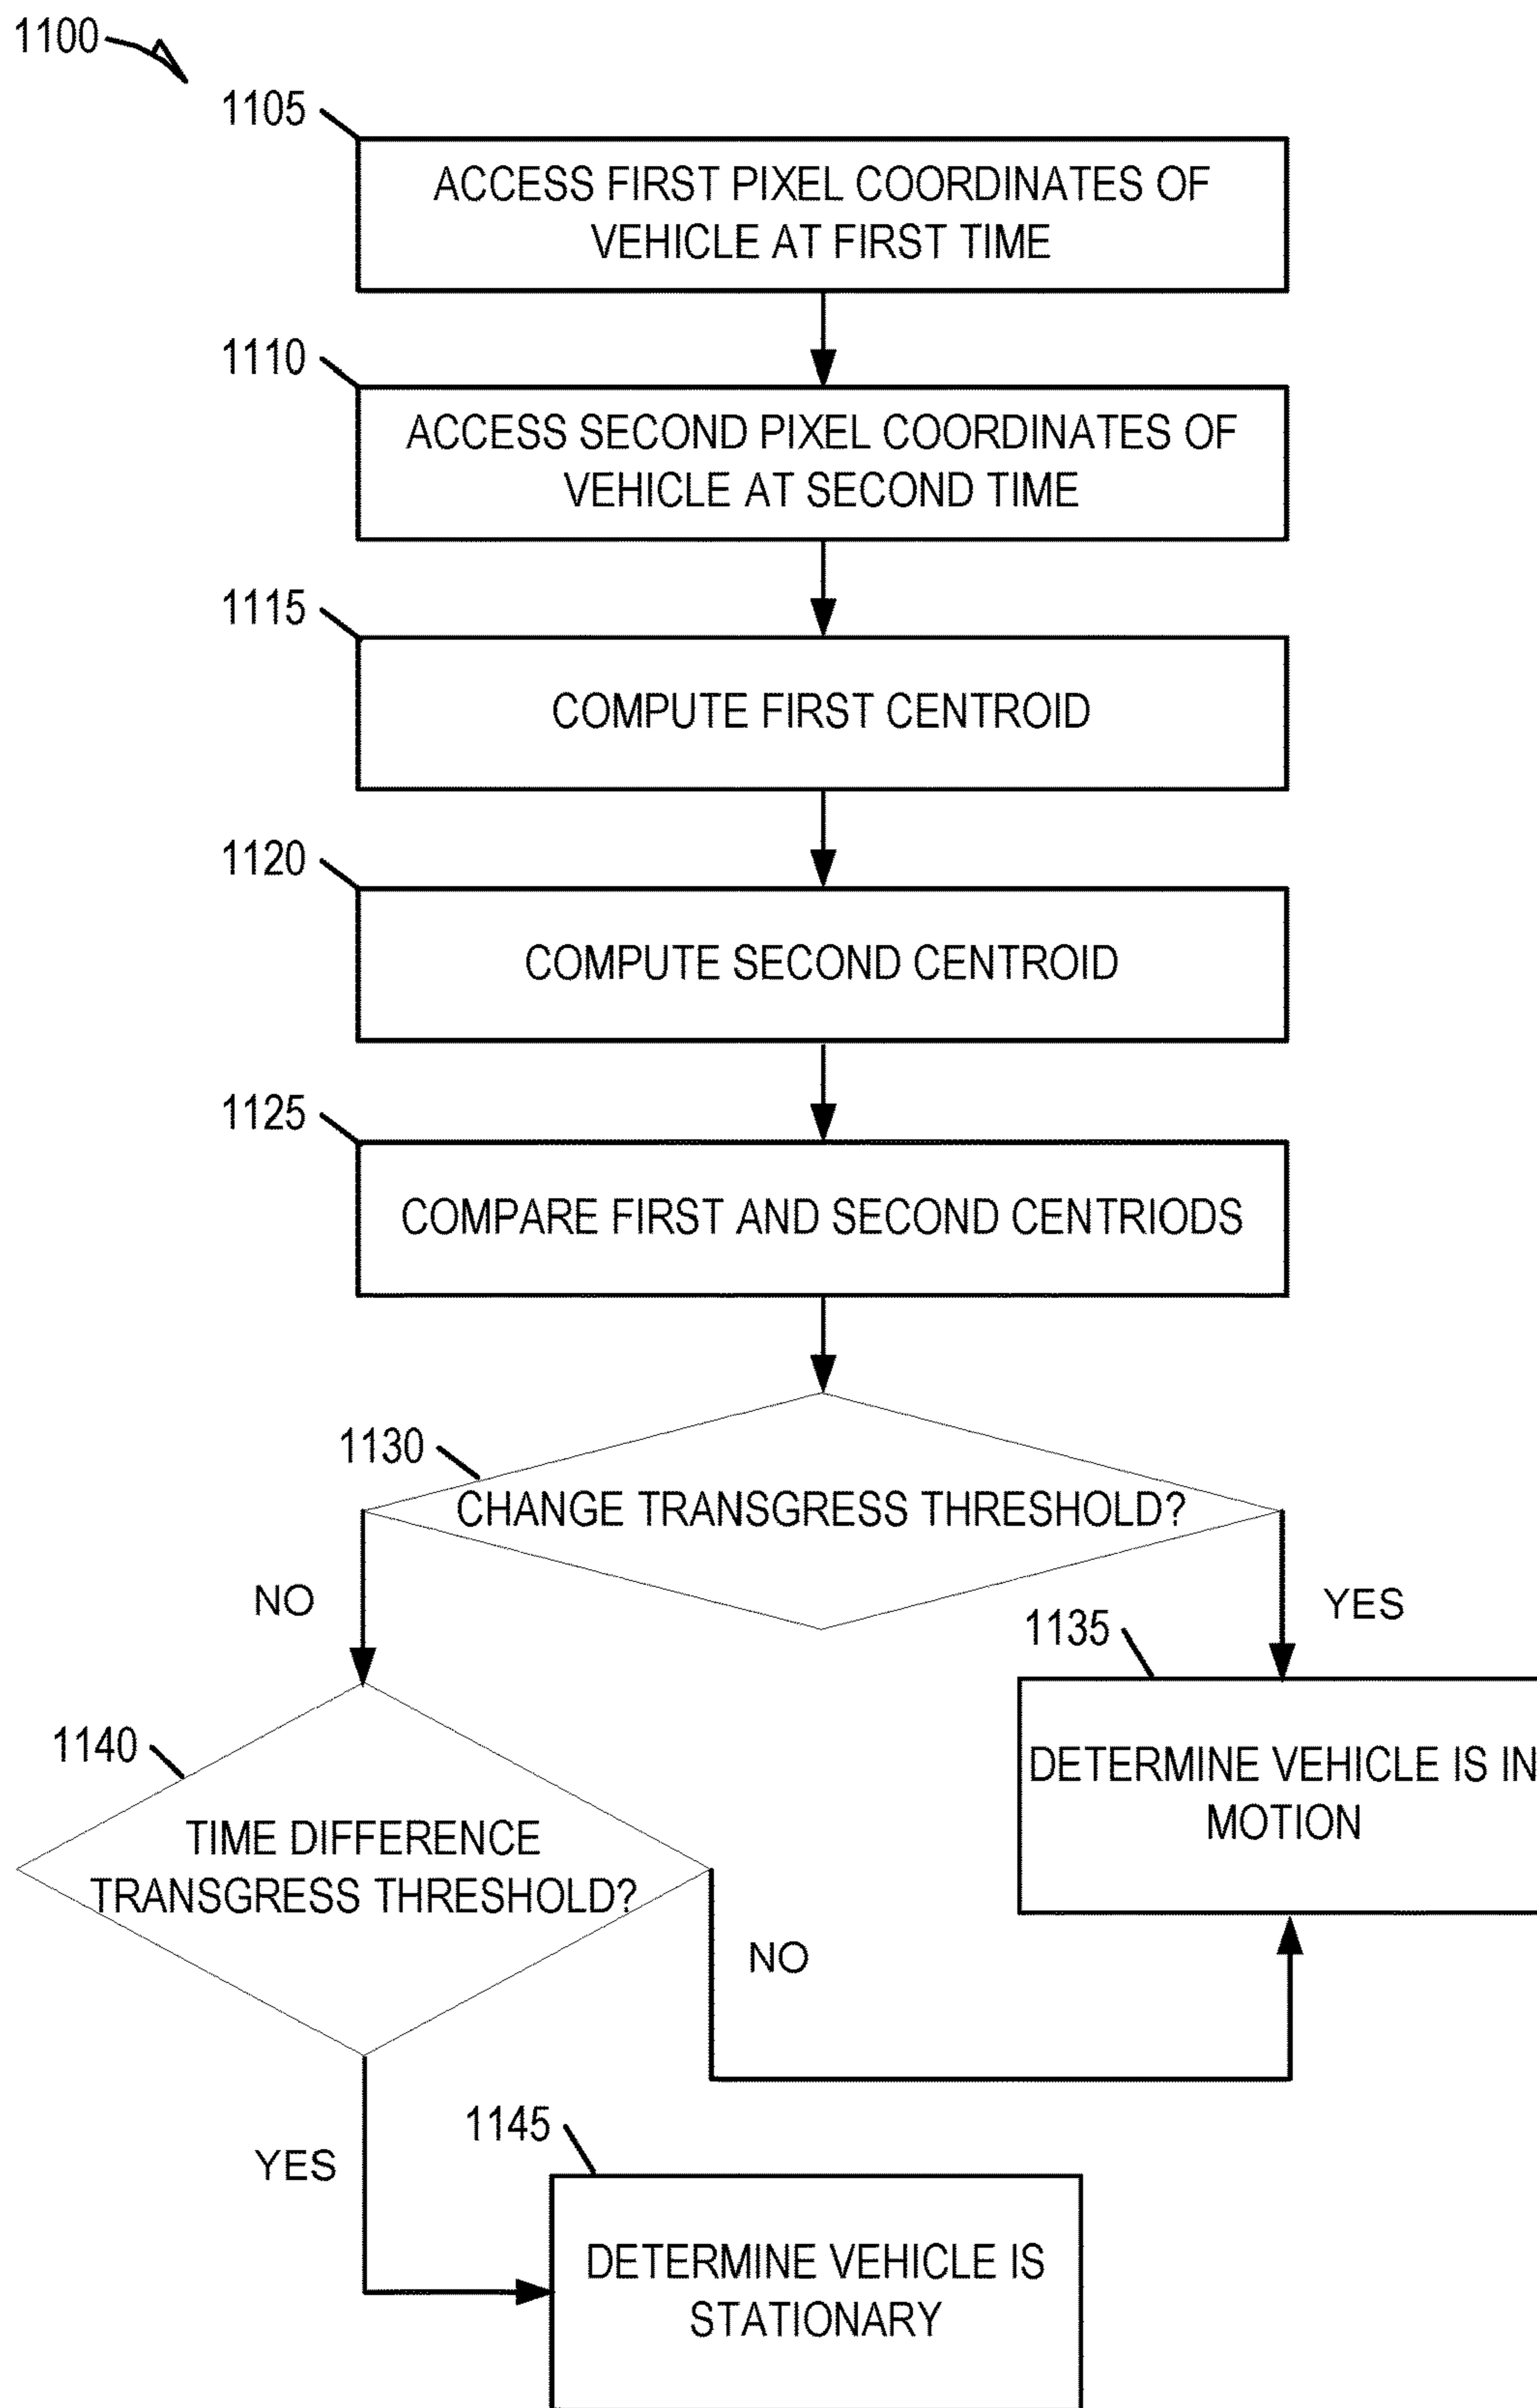 1100
1105
ACCESS FIRST PIXEL COORDINATES OF
VEHICLE AT FIRST TIME
1110
ACCESS SECOND PIXEL COORDINATES OF
VEHICLE AT SECOND TIME
1115
COMPUTE FIRST CENTROID
1120
COMPUTE SECOND CENTROID
1125
COMPARE FIRST AND SECOND CENTRIODS
1130
CHANGE TRANSGRESS THRESHOLD?
NO
YES
1135
DETERMINE VEHICLE IS IN
MOTION
1140
TIME DIFFERENCE
TRANSGRESS THRESHOLD?
NO
YES
1145
DETERMINE VEHICLE IS
STATIONARY